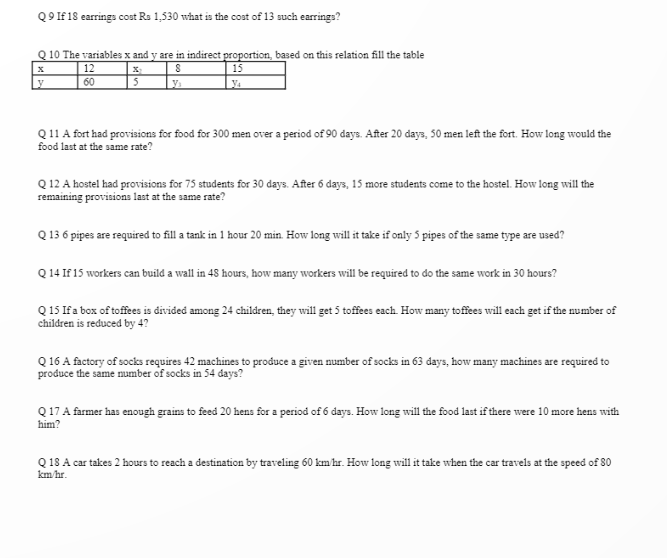 Q 9 If 18 earrings cost Rs 1,530 what is the cost of 13 such earrings?
Q 10 The variables x and y are in indirect proportion, based on this relation fill the table
x 12 x₂ 8 15
y 60 5 y₃ y₄
Q 11 A fort had provisions for food for 300 men over a period of 90 days. After 20 days, 50 men left the fort. How long would the
food last at the same rate?
Q 12 A hostel had provisions for 75 students for 30 days. After 6 days, 15 more students come to the hostel. How long will the
remaining provisions last at the same rate?
Q 13 6 pipes are required to fill a tank in 1 hour 20 min. How long will it take if only 5 pipes of the same type are used?
Q 14 If 15 workers can build a wall in 48 hours, how many workers will be required to do the same work in 30 hours?
Q 15 If a box of toffees is divided among 24 children, they will get 5 toffees each. How many toffees will each get if the number of
children is reduced by 4?
Q 16 A factory of socks requires 42 machines to produce a given number of socks in 63 days, how many machines are required to
produce the same number of socks in 54 days?
Q 17 A farmer has enough grains to feed 20 hens for a period of 6 days. How long will the food last if there were 10 more hens with
him?
Q 18 A car takes 2 hours to reach a destination by traveling 60 km/hr. How long will it take when the car travels at the speed of 80
km/hr.